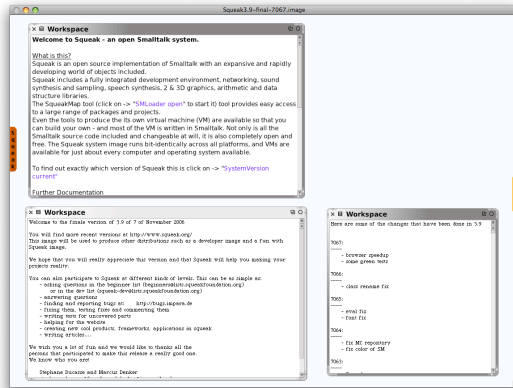 Squeak3.9-final-7067.image
Workspace
Welcome to Squeak - an open Smalltalk system.
What is this?
Squeak is an open source implementation of Smalltalk with an expansive and rapidly
developing world of objects included.
Squeak includes a fully integrated development environment, networking, sound
synthesis and sampling, speech synthesis, 2 & 3D graphics, arithmetic and data
structure libraries.
The SqueakMap tool (click on -> "SMLoader open" to start it) tool provides easy access
to a large range of packages and projects.
Even the tools to produce the its own virtual machine (VM) are available so that you
can build your own - and most of the VM is written in Smalltalk. Not only is all the
Smalltalk source code included and changeable at will, it is also completely open and
free. The Squeak system image runs bit-identically across all platforms, and VMs are
available for just about every computer and operating system available.
To find out exactly which version of Squeak this is click on -> "SystemVersion
current"
Further Documentation
Squeak
Workspace
Welcome to the finale version of 3.9 of 7 of November 2006
You will find more recent versions at http://www.squeak.org/
This image will be used to produce other distributions such as a developer image and a fun with
Squeak image.
We hope that you will really appreciate this version and that Squeak will help you making your
projects reality.
You can also participate to Squeak at different kinds of levels. This can be as simple as:
- asking questions in the beginner list (beginners@lists.squeakfoundation.org)
or in the dev list (squeak-dev@lists.squeakfoundation.org)
- answering questions
- finding and reporting bugs at: http://bugs.impara.de
- fixing them, testing fixes and commenting them
- writing tests for uncovered parts
- helping for the website
- creating new cool products, frameworks, applications in squeak
- writing articles....
We wish you a lot of fun and we would like to thanks all the
persons that participated to make this release a really good one.
We know who you are!
Stephane Ducasse and Marcus Denker
Workspace
Here are some of the changes that have been done in 3.9
7067:
-----
- browser speedup
- some green tests
7066:
-----
- class rename fix
7065:
-----
- eval fix
- font fix
7064:
-----
- fix MC repository
- fix color of SM
7063:
-----